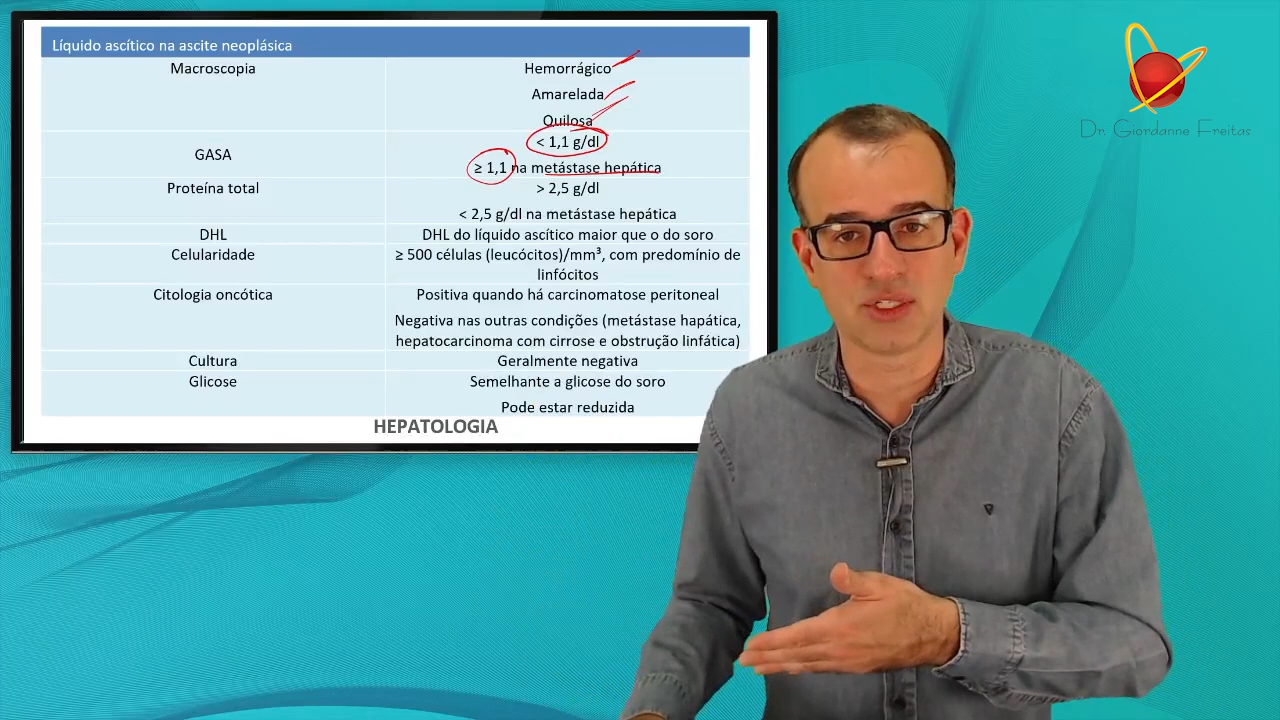 Líquido ascítico na ascite neoplásica
Macroscopia
Hemorrágico
Amarelada
Quilosa
GASA
< 1,1 g/dl
≥ 1,1 na metástase hepática
Proteína total
> 2,5 g/dl
< 2,5 g/dl na metástase hepática
DHL
DHL do líquido ascítico maior que o do soro
Celularidade
≥ 500 células (leucócitos)/mm³, com predomínio de
linfócitos
Citologia oncótica
Positiva quando há carcinomatose peritoneal
Negativa nas outras condições (metástase hapática,
hepatocarcinoma com cirrose e obstrução linfática)
Cultura
Geralmente negativa
Glicose
Semelhante a glicose do soro
Pode estar reduzida
HEPATOLOGIA
Dr. Giordanne Freitas